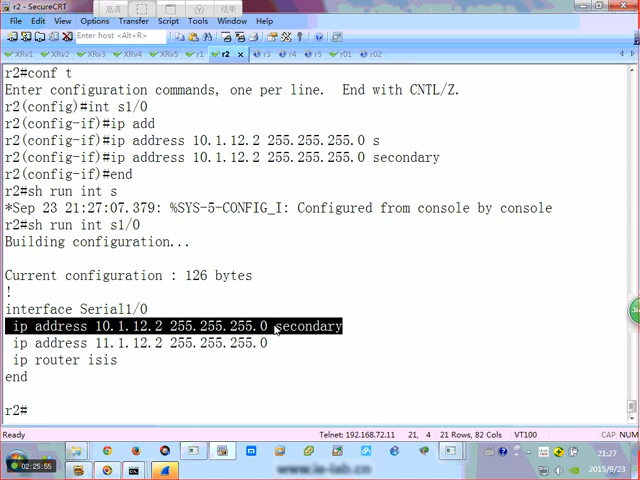 r2 - SecureCRT
File Edit View Options Transfer Script Tools Window Help
Enter host <Alt+R>
XRv1 XRv2 XRv3 XRv4 XRv5 r1 r2 r3 r4 r5 r01 r02
r2#conf t
Enter configuration commands, one per line.  End with CNTL/Z.
r2(config)#int s1/0
r2(config-if)#ip add
r2(config-if)#ip address 10.1.12.2 255.255.255.0 s
r2(config-if)#ip address 10.1.12.2 255.255.255.0 secondary
r2(config-if)#end
r2#sh run int s
*Sep 23 21:27:07.379: %SYS-5-CONFIG_I: Configured from console by console
r2#sh run int s1/0
Building configuration...
Current configuration : 126 bytes
!
interface Serial1/0
ip address 10.1.12.2 255.255.255.0 secondary
ip address 11.1.12.2 255.255.255.0
ip router isis
end
r2#
Ready Telnet: 192.168.72.11 21, 4 21 Rows, 82 Cols VT100 CAP NUM
21:27
02:25:55
2015/9/23
www.ie-lab.cn